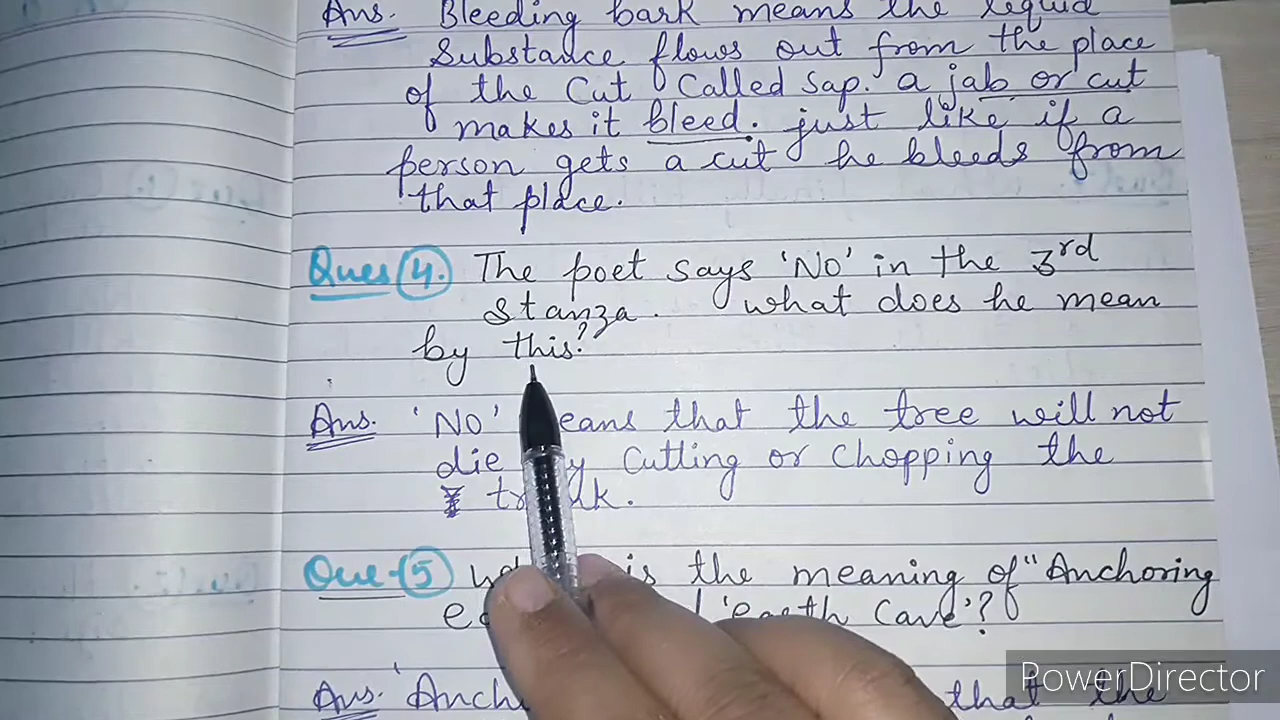 Ans. Bleeding bark means the liquid
Substance flows out from the place
of the Cut Called Sap. a jab or cut
makes it bleed. just like if a
person gets a cut he bleeds from
that place.
Ques 4. The poet says 'NO' in the 3rd
stanza. what does he mean
by this?
Ans. 'NO' means that the tree will not
die by Cutting or Chopping the
trunk.
Que-5 is the meaning of "Anchoring
'earth Cave'?
Ans. that the
PowerDirector